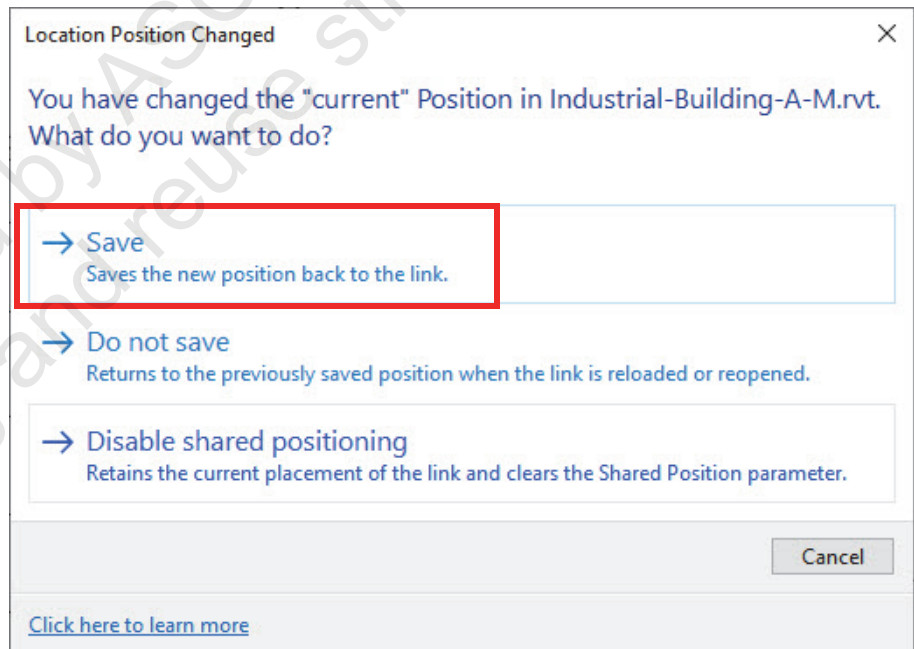 Location Position Changed
You have changed the "current" Position in Industrial-Building-A-M.rvt.
What do you want to do?
→ Save
Saves the new position back to the link.
→ Do not save
Returns to the previously saved position when the link is reloaded or reopened.
→ Disable shared positioning
Retains the current placement of the link and clears the Shared Position parameter.
Cancel
Click here to learn more
by
and reuse